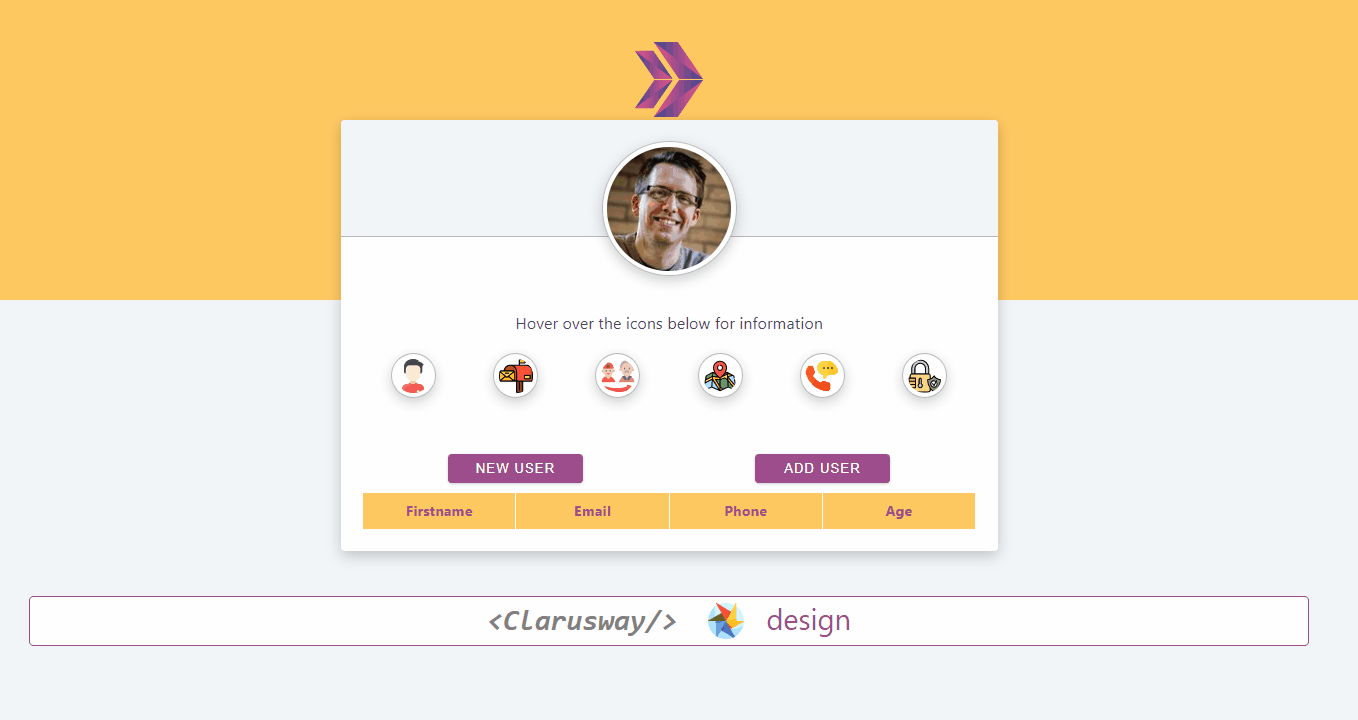 Hover over the icons below for information
NEW USER ADD USER
Firstname Email Phone Age
<Clarusway/> design